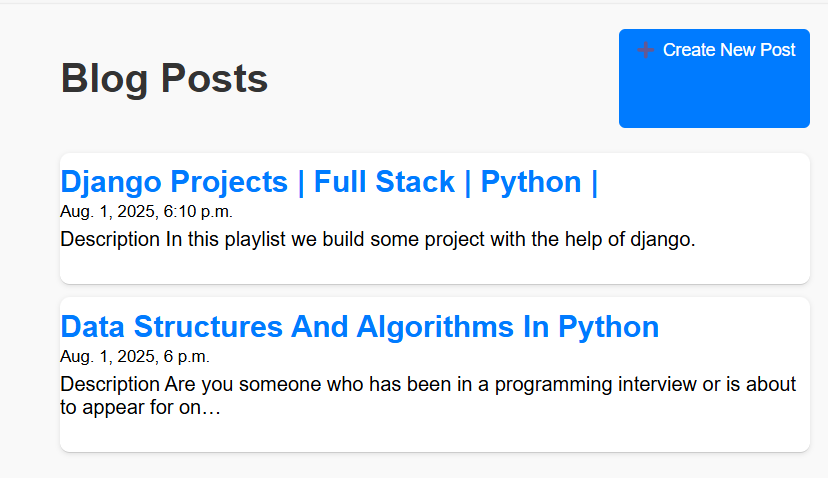 Blog Posts
➕ Create New Post
Django Projects | Full Stack | Python |
Aug. 1, 2025, 6:10 p.m.
Description In this playlist we build some project with the help of django.
Data Structures And Algorithms In Python
Aug. 1, 2025, 6 p.m.
Description Are you someone who has been in a programming interview or is about
to appear for on…